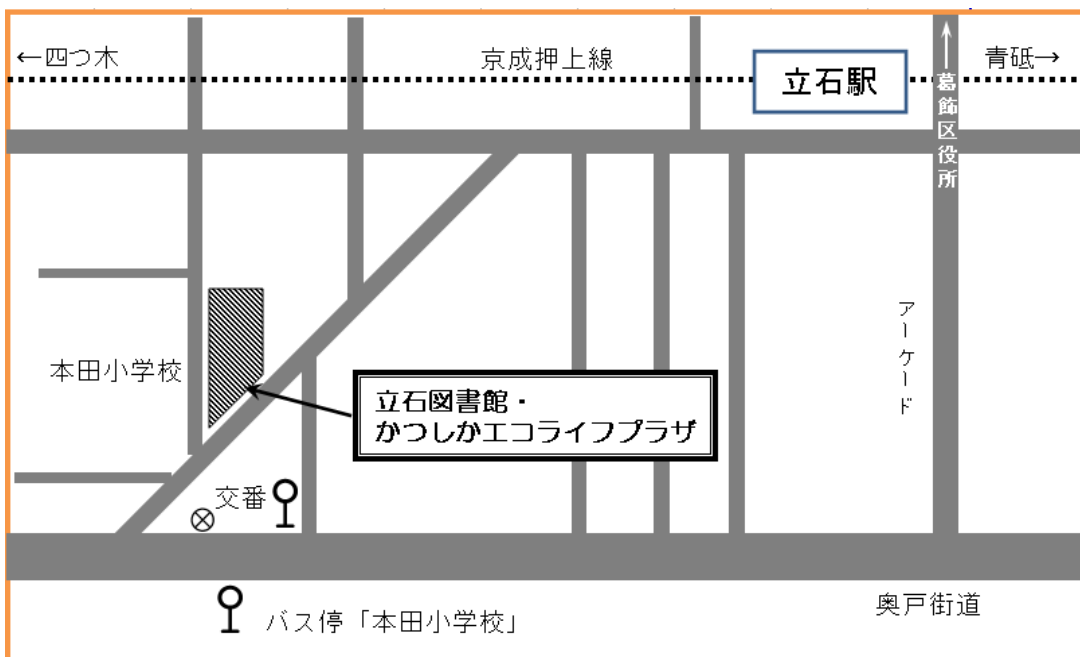 ←四つ木
京成押上線
立石駅
青砥→
↑葛飾区役所
アーケード
本田小学校
立石図書館・
かつしかエコライフプラザ
交番
奥戸街道
バス停「本田小学校」